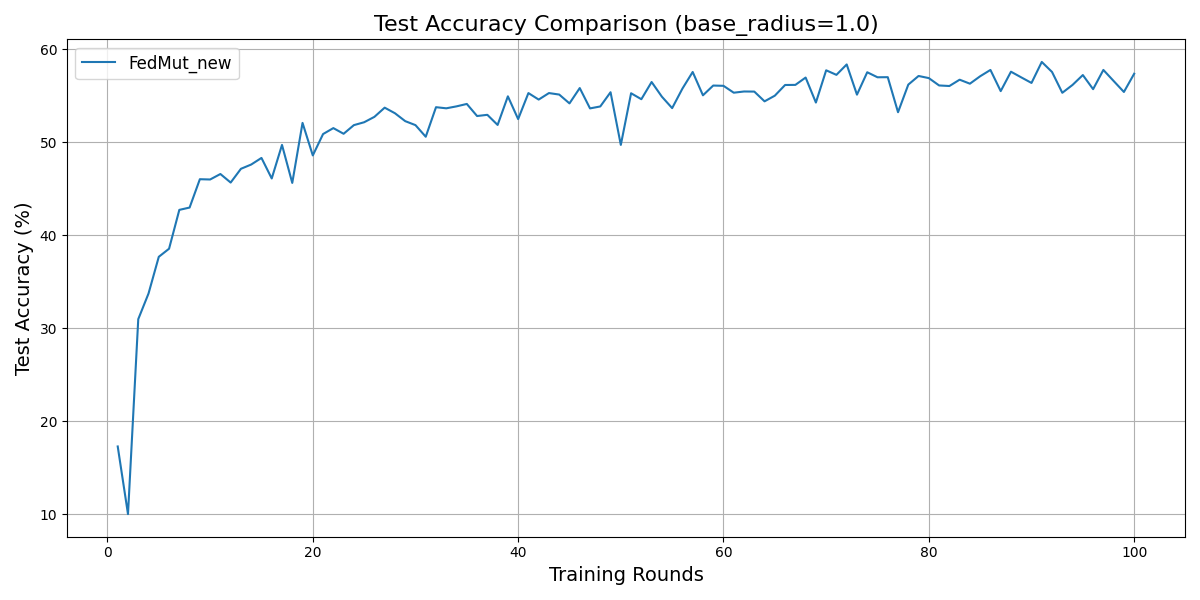 Test Accuracy Comparison (base_radius=1.0)
FedMut_new
Test Accuracy (%)
60
50
40
30
20
10
0 20 40 60 80 100
Training Rounds